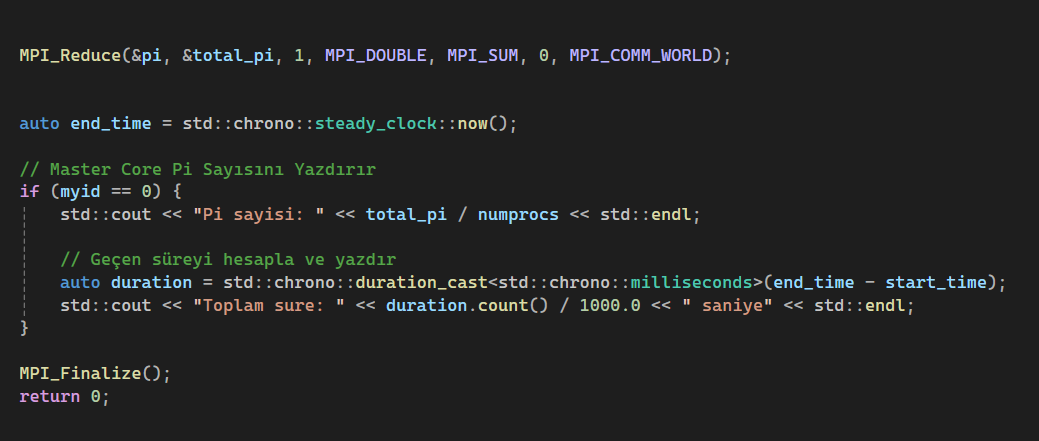 MPI_Reduce(&pi, &total_pi, 1, MPI_DOUBLE, MPI_SUM, 0, MPI_COMM_WORLD);
auto end_time = std::chrono::steady_clock::now();
// Master Core Pi Sayısını Yazdırır
if (myid == 0) {
    std::cout << "Pi sayisi: " << total_pi / numprocs << std::endl;
    // Geçen süreyi hesapla ve yazdır
    auto duration = std::chrono::duration_cast<std::chrono::milliseconds>(end_time - start_time);
    std::cout << "Toplam sure: " << duration.count() / 1000.0 << " saniye" << std::endl;
}
MPI_Finalize();
return 0;